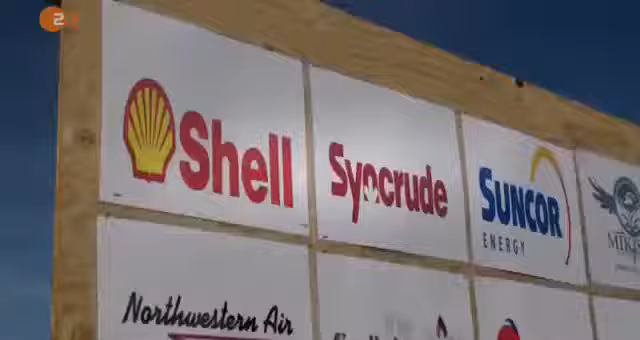 2
Shell
Syncrude
SUNCOR
ENERGY
Northwestern Air